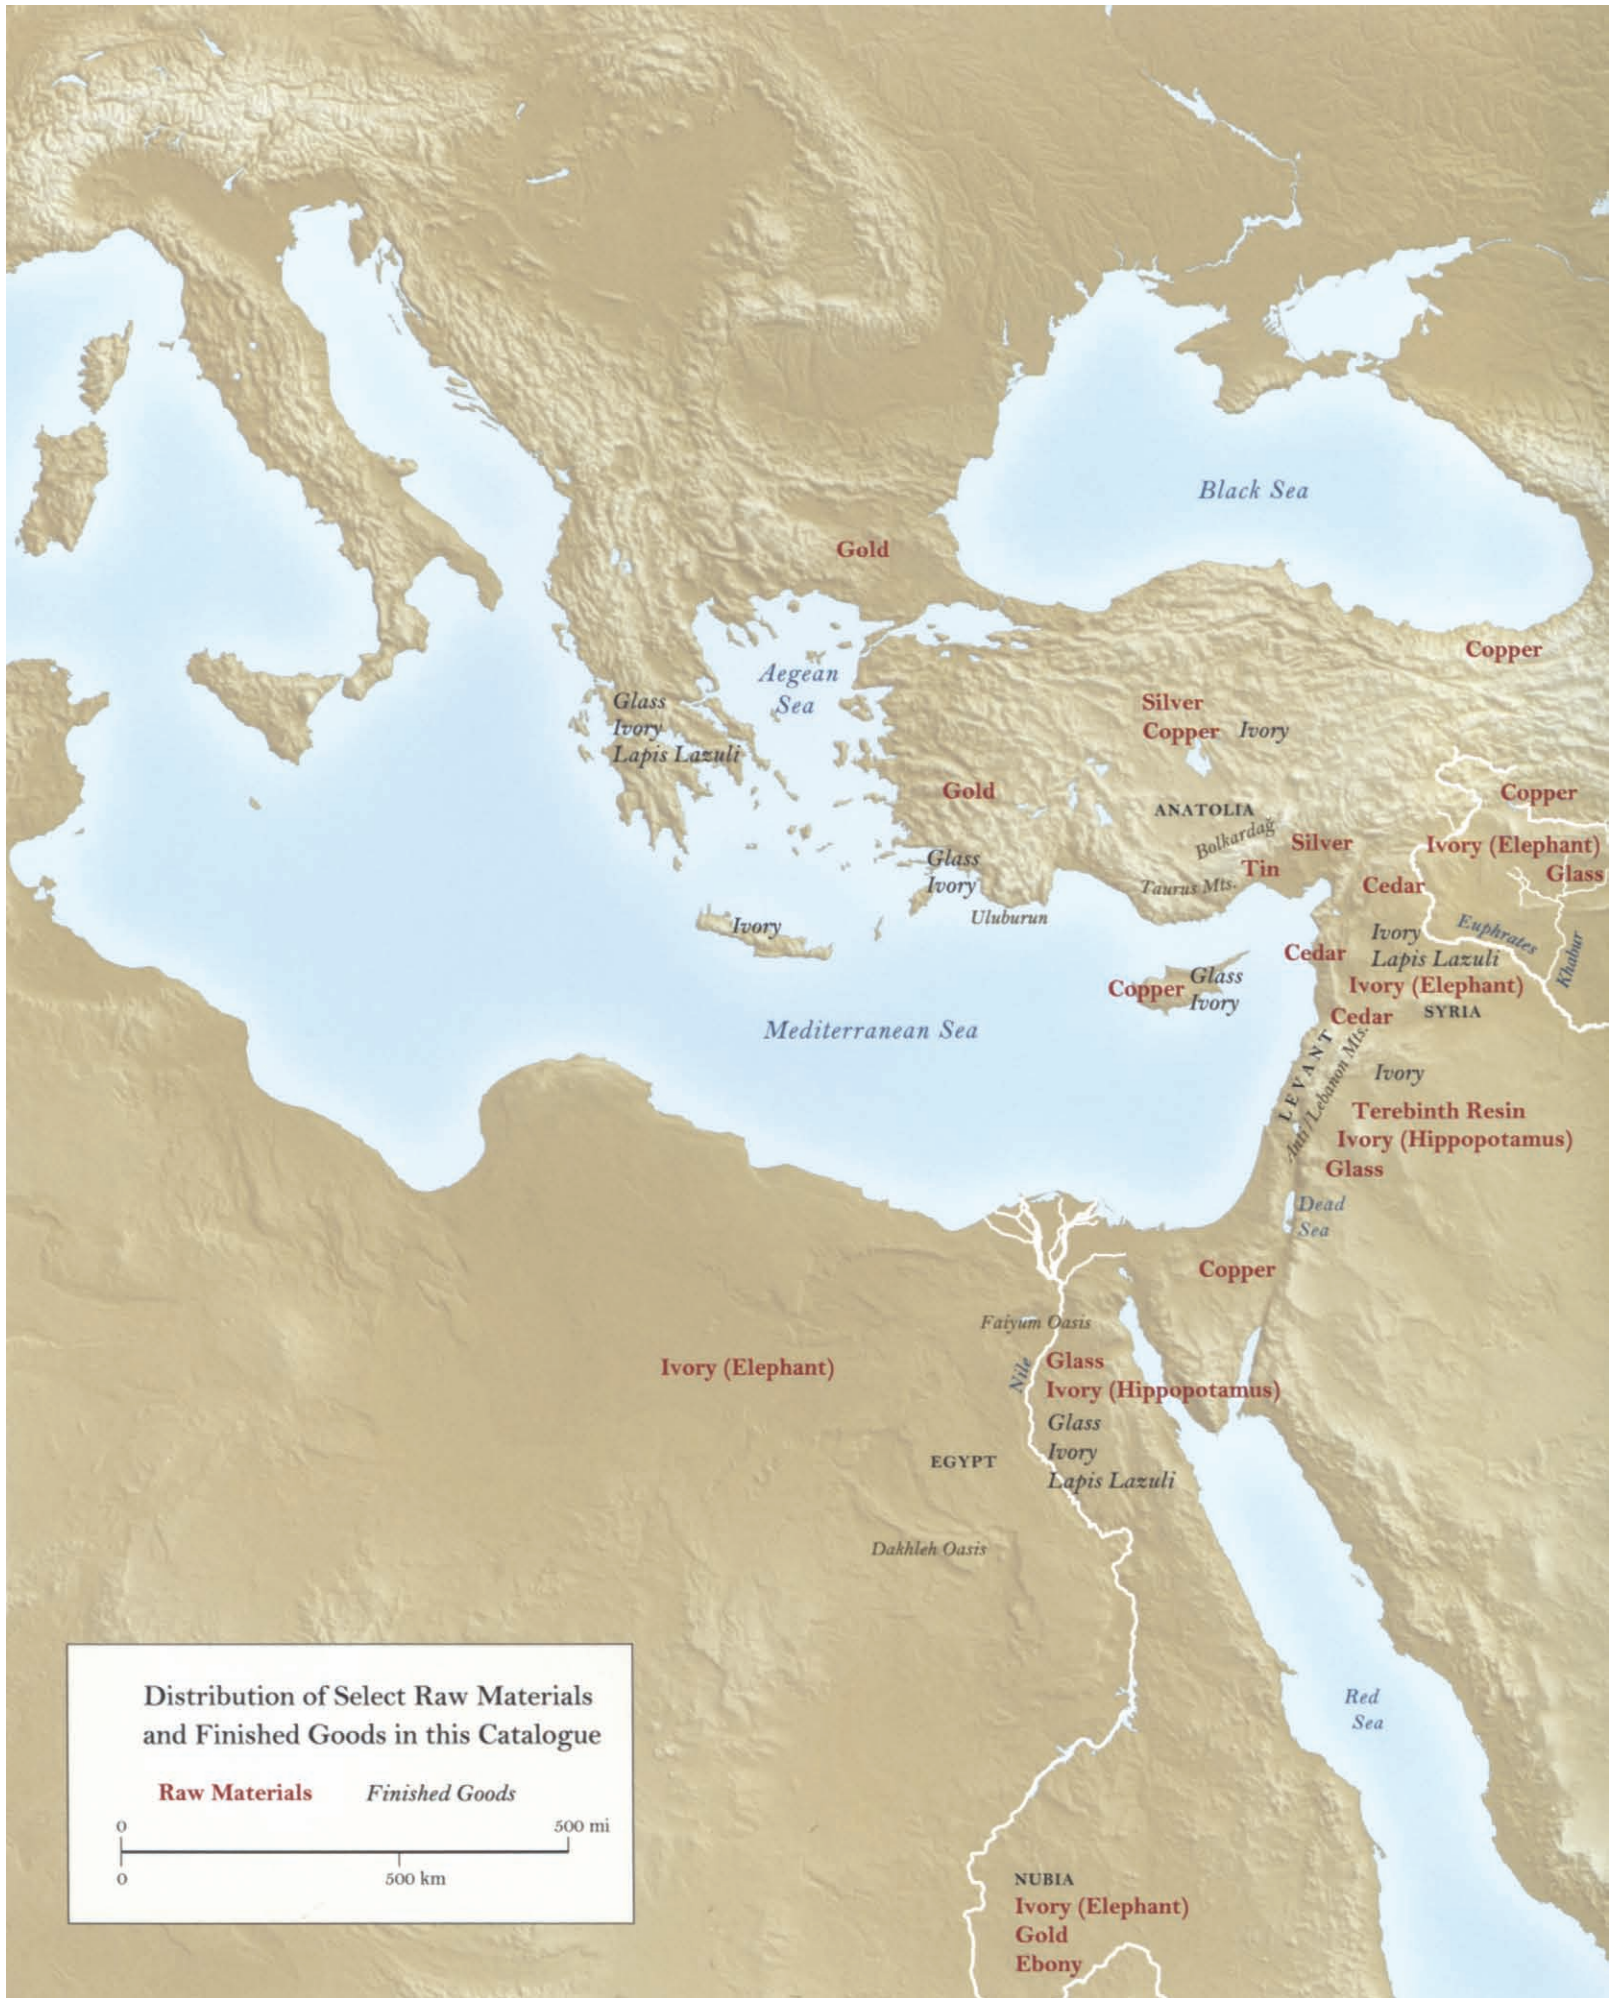 Black Sea
Gold
Copper
Aegean
Sea
Glass
Ivory
Lapis Lazuli
Silver
Copper Ivory
Gold
Copper
ANATOLIA
Bolkardağ
Silver
Ivory (Elephant)
Tin
Glass
Taurus Mts.
Cedar
Glass
Ivory
Uluburun
Ivory
Ivory
Lapis Lazuli
Euphrates
Khabur
Cedar
Copper
Glass
Ivory
Ivory (Elephant)
Cedar
SYRIA
Mediterranean Sea
LEVANT
Anti/Lebanon Mts.
Ivory
Terebinth Resin
Ivory (Hippopotamus)
Glass
Dead
Sea
Copper
Faiyum Oasis
Nile
Ivory (Elephant)
Glass
Ivory (Hippopotamus)
Glass
Ivory
Lapis Lazuli
EGYPT
Dakhleh Oasis
Red
Sea
Distribution of Select Raw Materials
and Finished Goods in this Catalogue
Raw Materials Finished Goods
0 500 mi
0 500 km
NUBIA
Ivory (Elephant)
Gold
Ebony